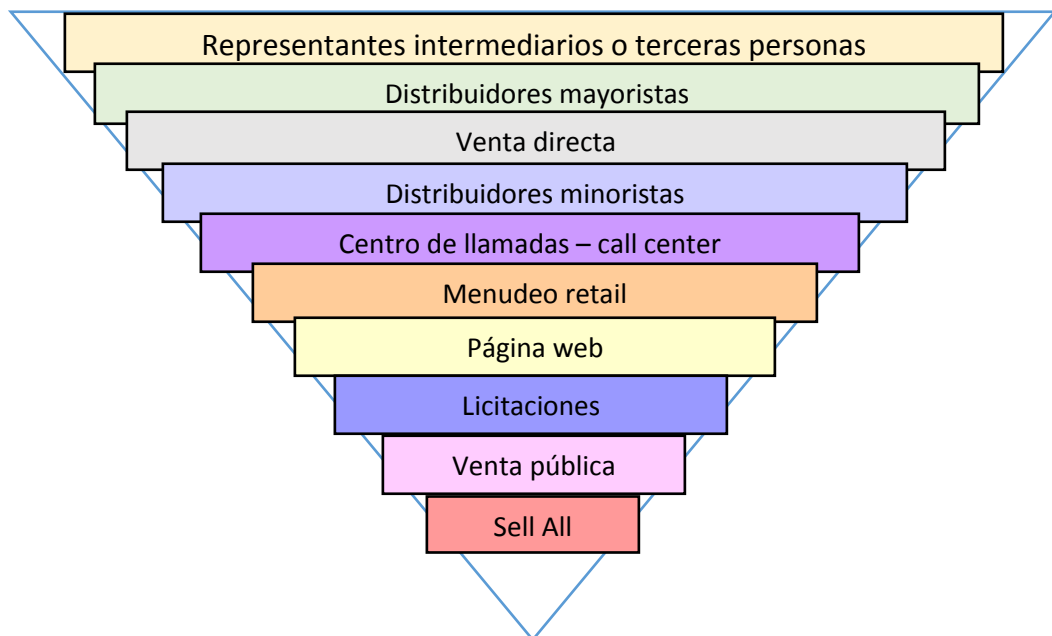 Representantes intermediarios o terceras personas
Distribuidores mayoristas
Venta directa
Distribuidores minoristas
Centro de llamadas – call center
Menudeo retail
Página web
Licitaciones
Venta pública
Sell All